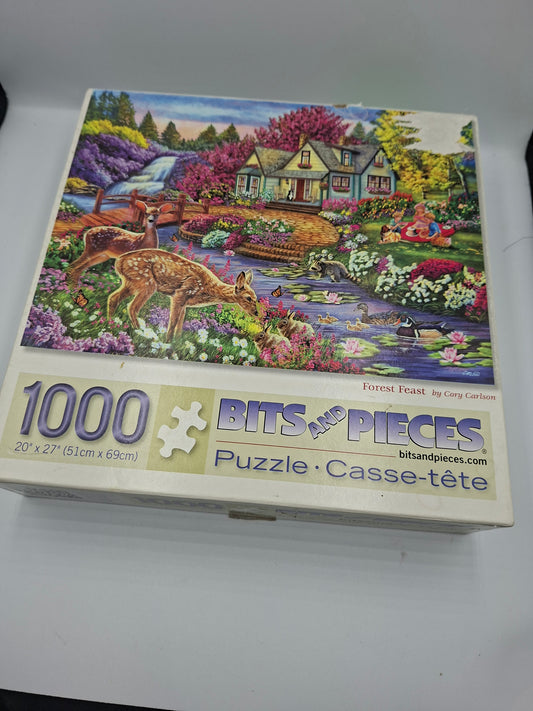 Forest Feast by Cory Carlson
1000
20" x 27" (51cm x 69cm)
BITS AND PIECES®
bitsandpieces.com
Puzzle · Casse-tête